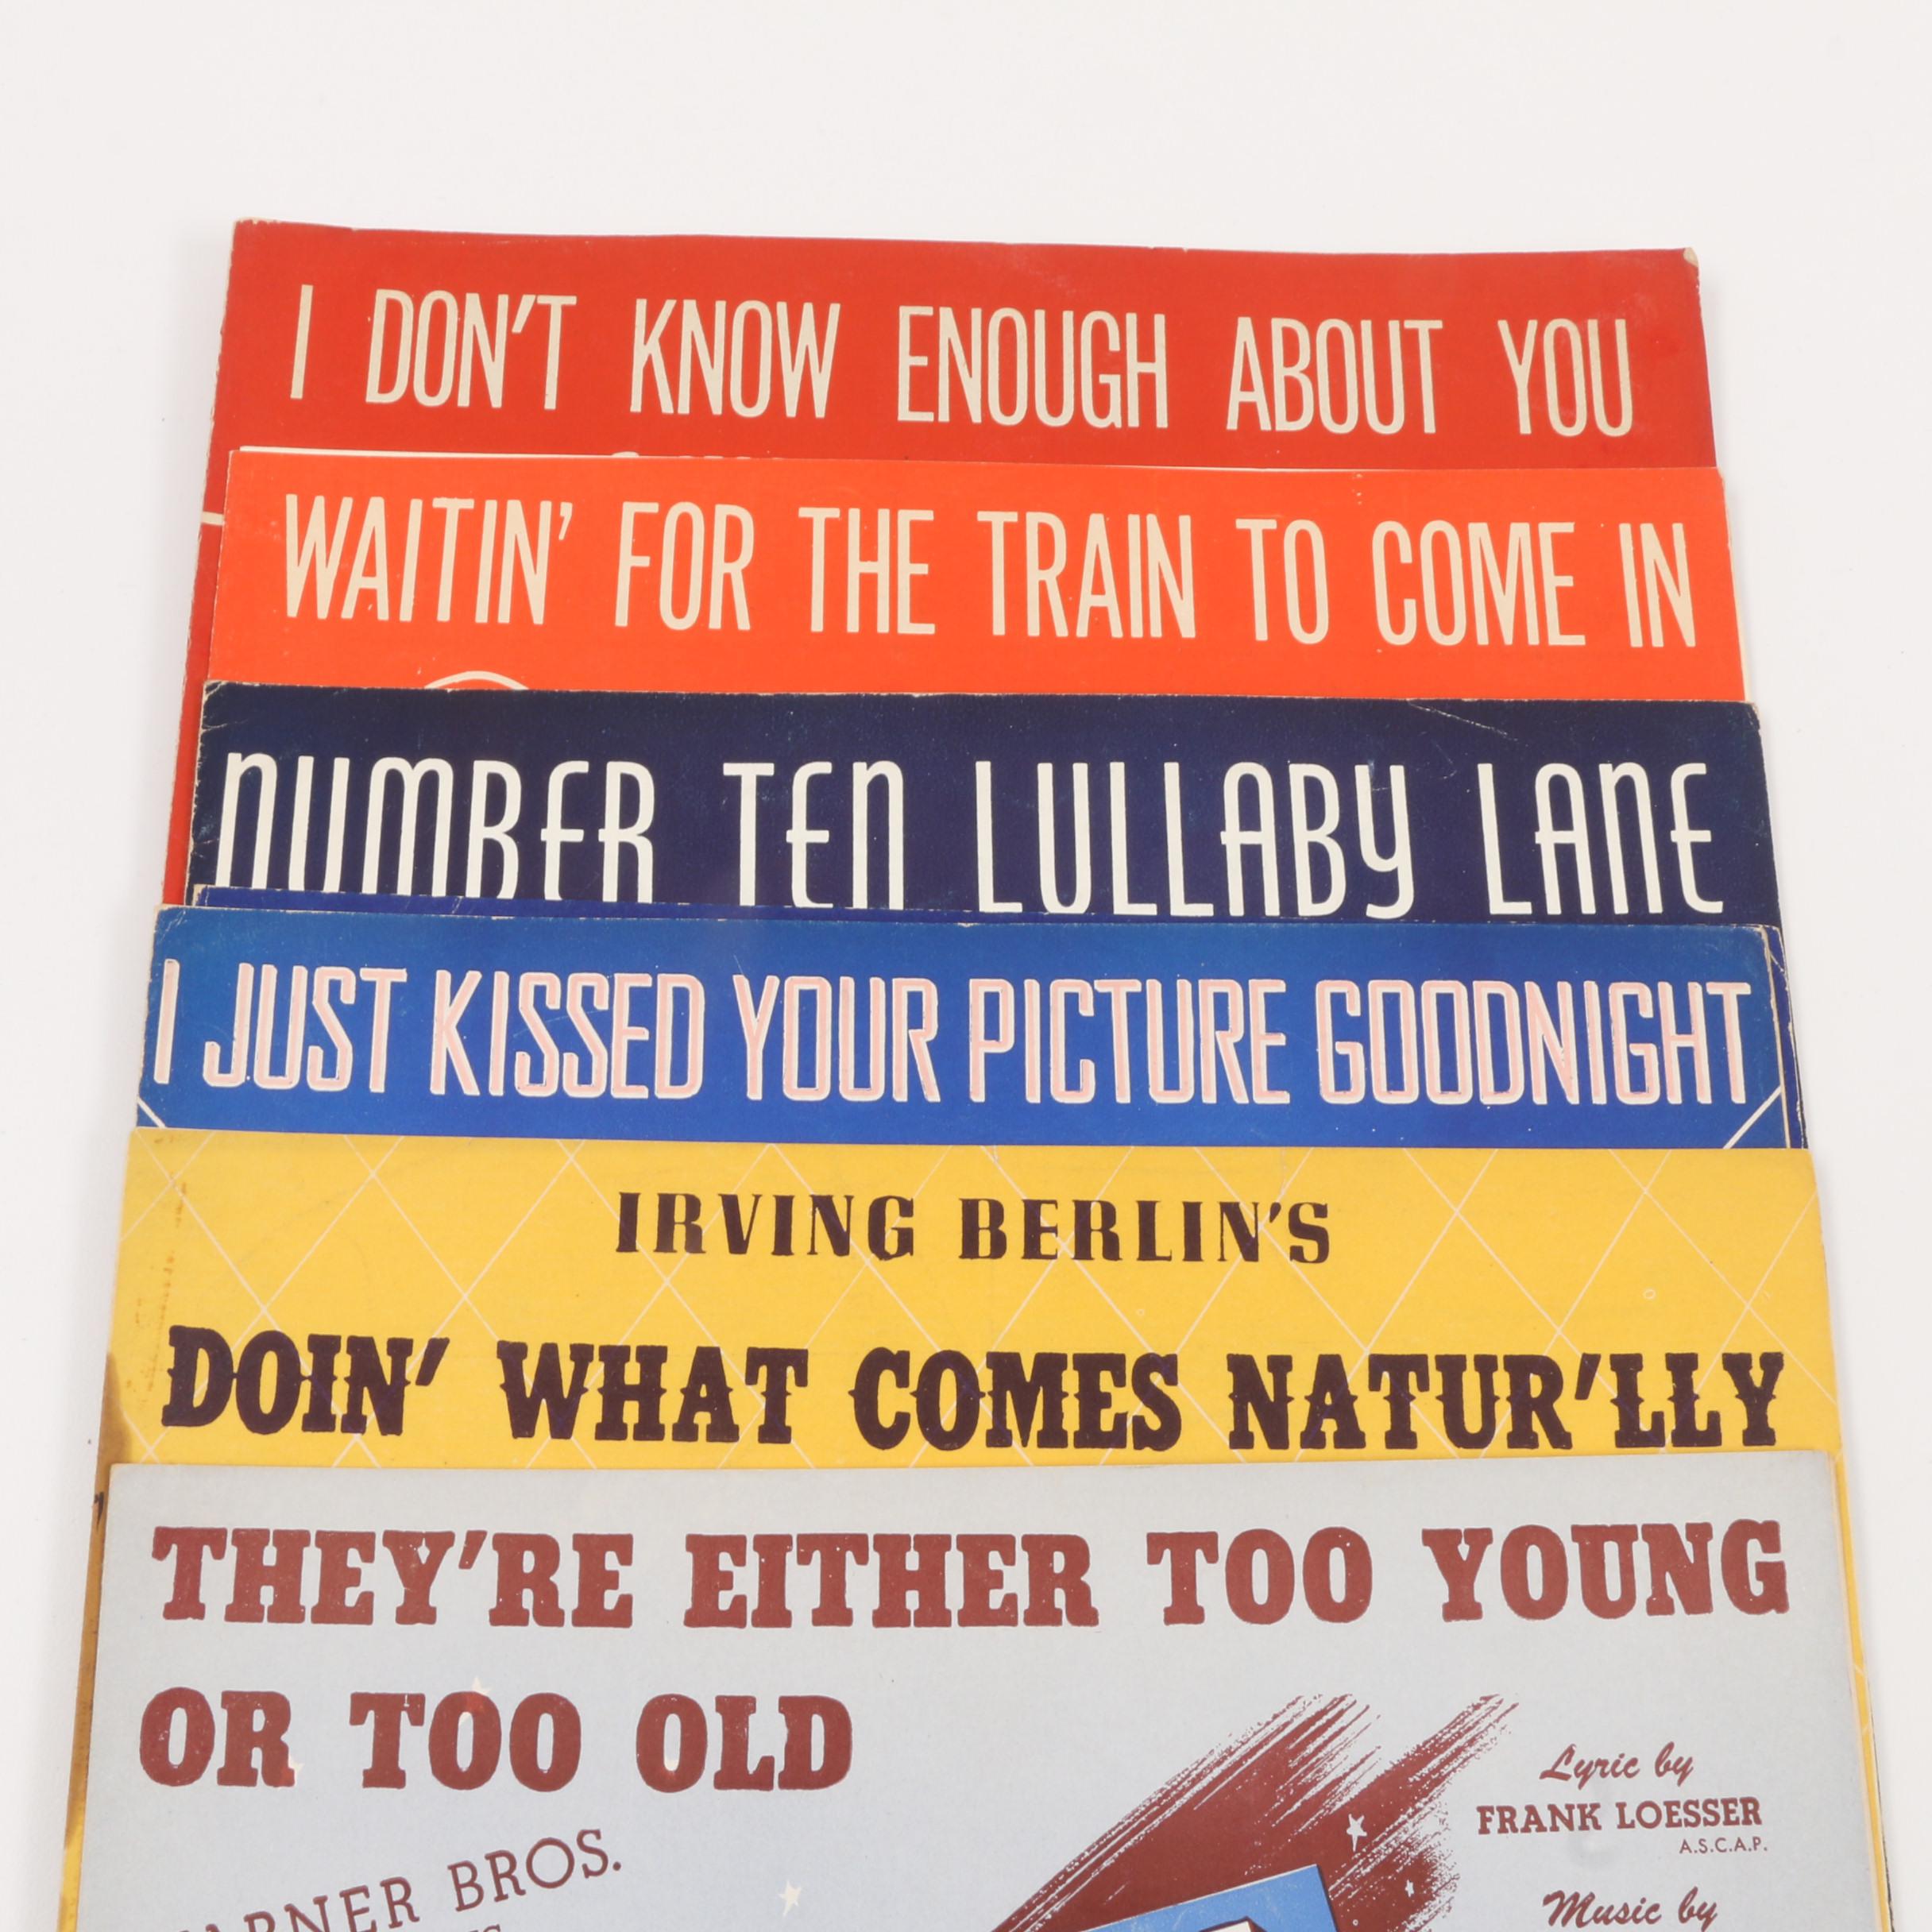 I DON'T KNOW ENOUGH ABOUT YOU
WAITIN' FOR THE TRAIN TO COME IN
NUMBER TEN LULLABY LANE
I JUST KISSED YOUR PICTURE GOODNIGHT
IRVING BERLIN'S
DOIN' WHAT COMES NATUR'LLY
THEY'RE EITHER TOO YOUNG
OR TOO OLD
Lyric by
FRANK LOESSER
A.S.C.A.P.
BROS.
Music by